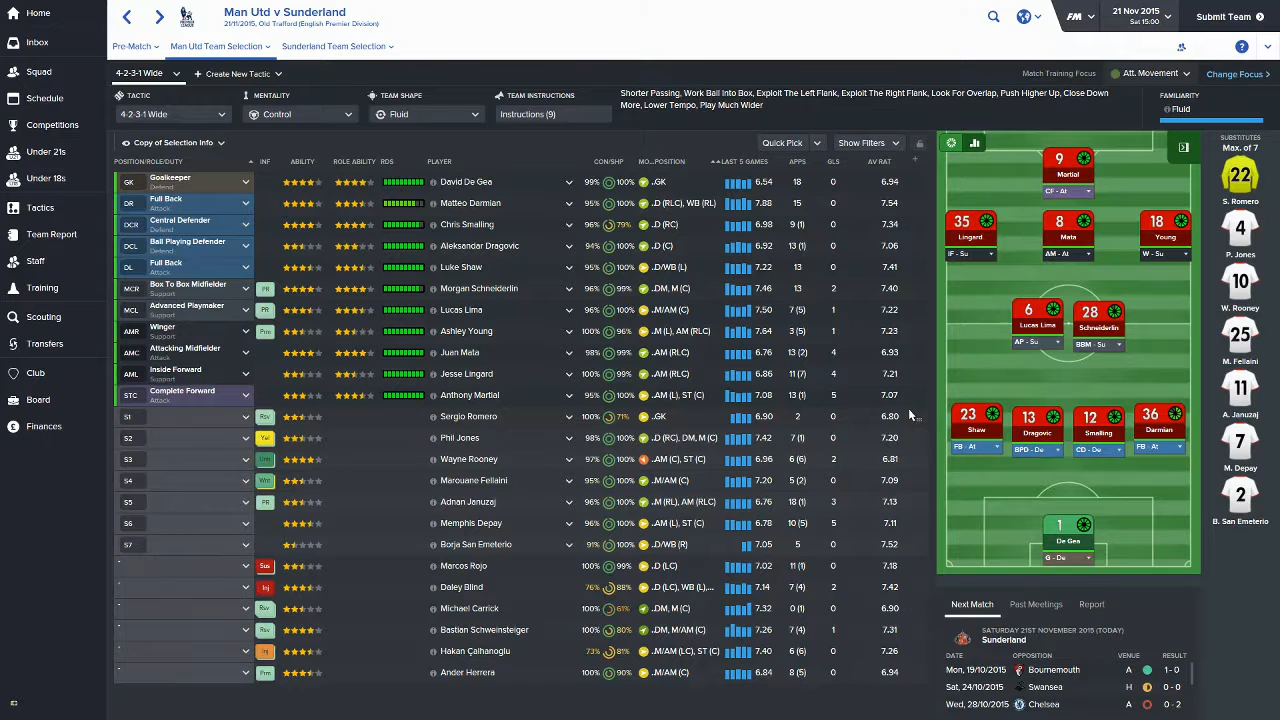 Home
Inbox
Squad
Schedule
Competitions
Under 21s
Under 18s
Tactics
Team Report
Staff
Training
Scouting
Transfers
Club
Board
Finances
Man Utd v Sunderland
21/11/2015, Old Trafford (English Premier Division)
FM
21 Nov 2015
Sat 15:00
Submit Team
Pre-Match
Man Utd Team Selection
Sunderland Team Selection
4-2-3-1 Wide
Create New Tactic
Match Training Focus
Att. Movement
Change Focus >
TACTIC
4-2-3-1 Wide
MENTALITY
Control
TEAM SHAPE
Fluid
TEAM INSTRUCTIONS
Instructions (9)
Shorter Passing, Work Ball Into Box, Exploit The Left Flank, Exploit The Right Flank, Look For Overlap, Push Higher Up, Close Down
More, Lower Tempo, Play Much Wider
FAMILIARITY
Fluid
Copy of Selection Info
Quick Pick
Show Filters
POSITION/ROLE/DUTY INF ABILITY ROLE ABILITY RDS PLAYER CON/SHP MO... POSITION LAST 5 GAMES APPS GLS AV RAT
GK Goalkeeper Defend David De Gea 99% 100% ..GK 6.54 13 0 6.94
DR Full Back Attack Matteo Darmian 96% 100% ..D (RLC), WB (RL) 7.88 15 0 7.54
DCR Central Defender Defend Chris Smaling 96% 79% ..D (RC) 6.98 9 (1) 0 7.34
DCL Ball Playing Defender Defend Aleksandar Dragovic 94% 100% ..D (C) 6.92 13 (1) 0 7.06
DL Full Back Attack Luke Shaw 95% 100% ..D/WB (L) 7.22 13 0 7.41
MCR Box To Box Midfielder Support PR Morgan Schneiderlin 96% 99% ..DM, M (C) 7.46 13 2 7.40
MCL Advanced Playmaker Support PR Lucas Lima 95% 100% ..M/AM (C) 7.50 7 (5) 1 7.22
AMR Winger Support Prm Ashley Young 100% 96% ..M (L), AM (RLC) 7.64 3 (5) 1 7.23
AMC Attacking Midfielder Attack Juan Mata 98% 99% ..AM (RLC) 6.76 13 (2) 4 6.93
AML Inside Forward Support Jesse Lingard 95% 99% ..AM (RLC) 6.86 11 (7) 4 7.21
STC Complete Forward Attack Anthony Martial 95% 100% ..AM (L), ST (C) 7.08 13 (1) 5 7.07
S1 Rsv Sergio Romero 100% 71% ..GK 6.90 2 0 6.80
S2 Yel Phil Jones 98% 100% ..D (RC), DM, M (C) 7.42 7 (1) 0 7.20
S3 Wayne Rooney 97% 100% ..AM (C), ST (C) 6.96 6 (6) 2 6.81
S4 Wnt Marouane Fellaini 95% 100% ..M/AM (C) 7.20 5 (2) 0 7.09
S5 PR Adnan Januzaj 96% 100% ..M (RL), AM (RLC) 6.76 18 (1) 3 7.13
S6 Memphis Depay 96% 100% ..AM (L), ST (C) 6.78 10 (5) 5 7.11
S7 Borja San Emeterio 91% 100% ..D/WB (R) 7.05 5 0 7.52
- Sus Marcos Rojo 100% 99% ..D (LC) 7.02 11 (1) 0 7.18
- Inj Daley Blind 76% 88% ..D (LC), WB (L),... 7.14 7 (4) 2 7.42
- Rsv Michael Carrick 100% 61% ..DM, M (C) 7.32 0 (1) 0 6.90
- Rsv Bastian Schweinsteiger 100% 80% ..DM, M/AM (C) 7.26 7 (4) 1 7.31
- Inj Hakan Çalhanoglu 73% 81% ..M/AM (LC), ST (C) 7.40 6 (6) 0 7.26
- Prm Ander Herrera 100% 90% ..M/AM (C) 6.84 8 (5) 0 6.94
9
Martial
CF - At
35 8 18
Lingard Mata Young
IF - Su AM - At W - Su
6 28
Lucas Lima Schneiderlin
AP - Su BBM - Su
23 13 12 36
Shaw Dragovic Smalling Darmian
FB - At BPD - De CD - De FB - At
1
De Gea
G - De
SUBSTITUTES
Max. of 7
22
S. Romero
4
P. Jones
10
W. Rooney
25
M. Fellaini
11
A. Januzaj
7
M. Depay
2
B. San Emeterio
Next Match Past Meetings Report
SATURDAY 21ST NOVEMBER 2015 (TODAY)
Sunderland
DATE OPPOSITION VENUE RESULT
Mon, 19/10/2015 Bournemouth A 1-0
Sat, 24/10/2015 Swansea H 0-0
Wed, 28/10/2015 Chelsea A 0-2